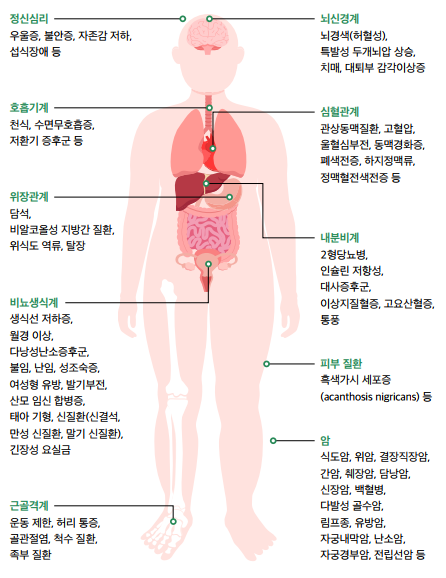 정신심리
우울증, 불안증, 자존감 저하,
섭식장애 등
호흡기계
천식, 수면무호흡증,
저환기 증후군 등
위장관계
담석,
비알코올성 지방간 질환,
위식도 역류, 탈장
비뇨생식계
생식선 저하증,
월경 이상,
다낭성난소증후군,
불임, 난임, 성조숙증,
여성형 유방, 발기부전,
산모 임신 합병증,
태아 기형, 신질환(신결석,
만성 신질환, 말기 신질환),
긴장성 요실금
근골격계
운동 제한, 허리 통증,
골관절염, 척수 질환,
족부 질환
뇌신경계
뇌경색(허혈성),
특발성 두개뇌압 상승,
치매, 대퇴부 감각이상증
심혈관계
관상동맥질환, 고혈압,
울혈심부전, 동맥경화증,
폐색전증, 하지정맥류,
정맥혈전색전증 등
내분비계
2형당뇨병,
인슐린 저항성,
대사증후군,
이상지질혈증, 고요산혈증,
통풍
피부 질환
흑색가시 세포증
(acanthosis nigricans) 등
암
식도암, 위암, 결장직장암,
간암, 췌장암, 담낭암,
신장암, 백혈병,
다발성 골수암,
림프종, 유방암,
자궁내막암, 난소암,
자궁경부암, 전립선암 등